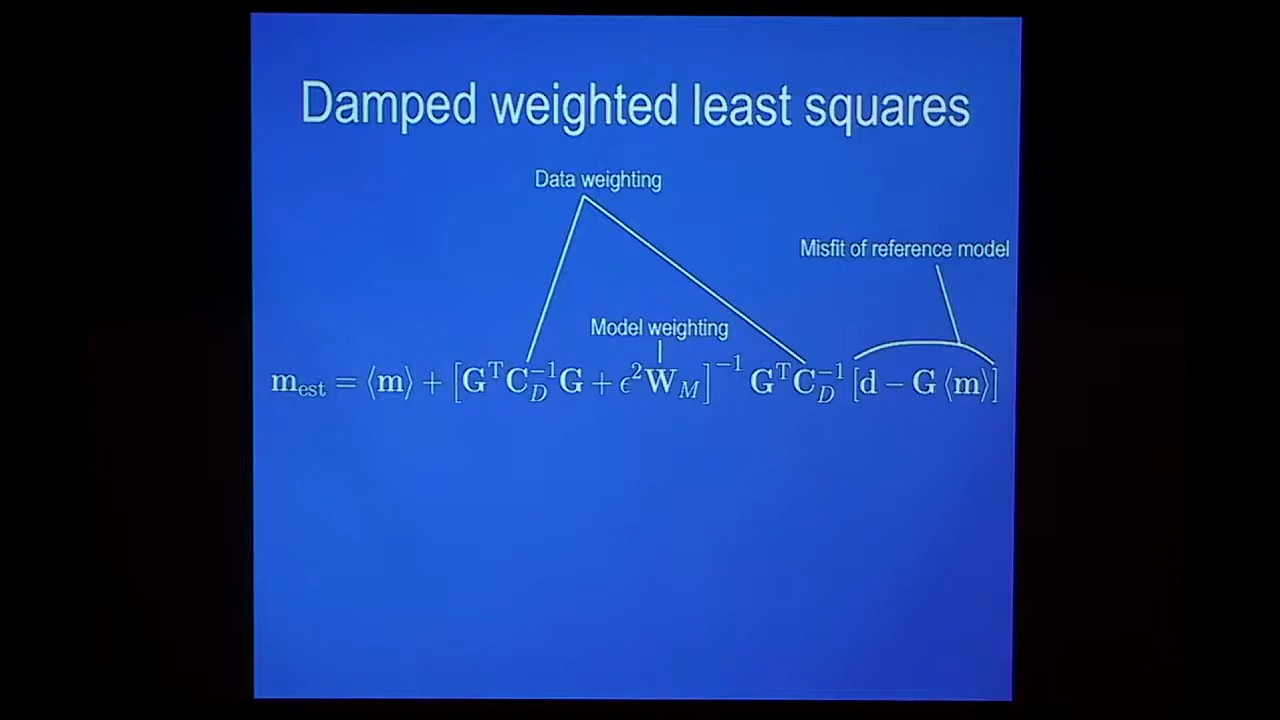 Damped weighted least squares
Data weighting
Misfit of reference model
Model weighting
m_est = ⟨m⟩ + [G^T C_D^{-1} G + ϵ^2 W_M]^{-1} G^T C_D^{-1} [d − G ⟨m⟩]